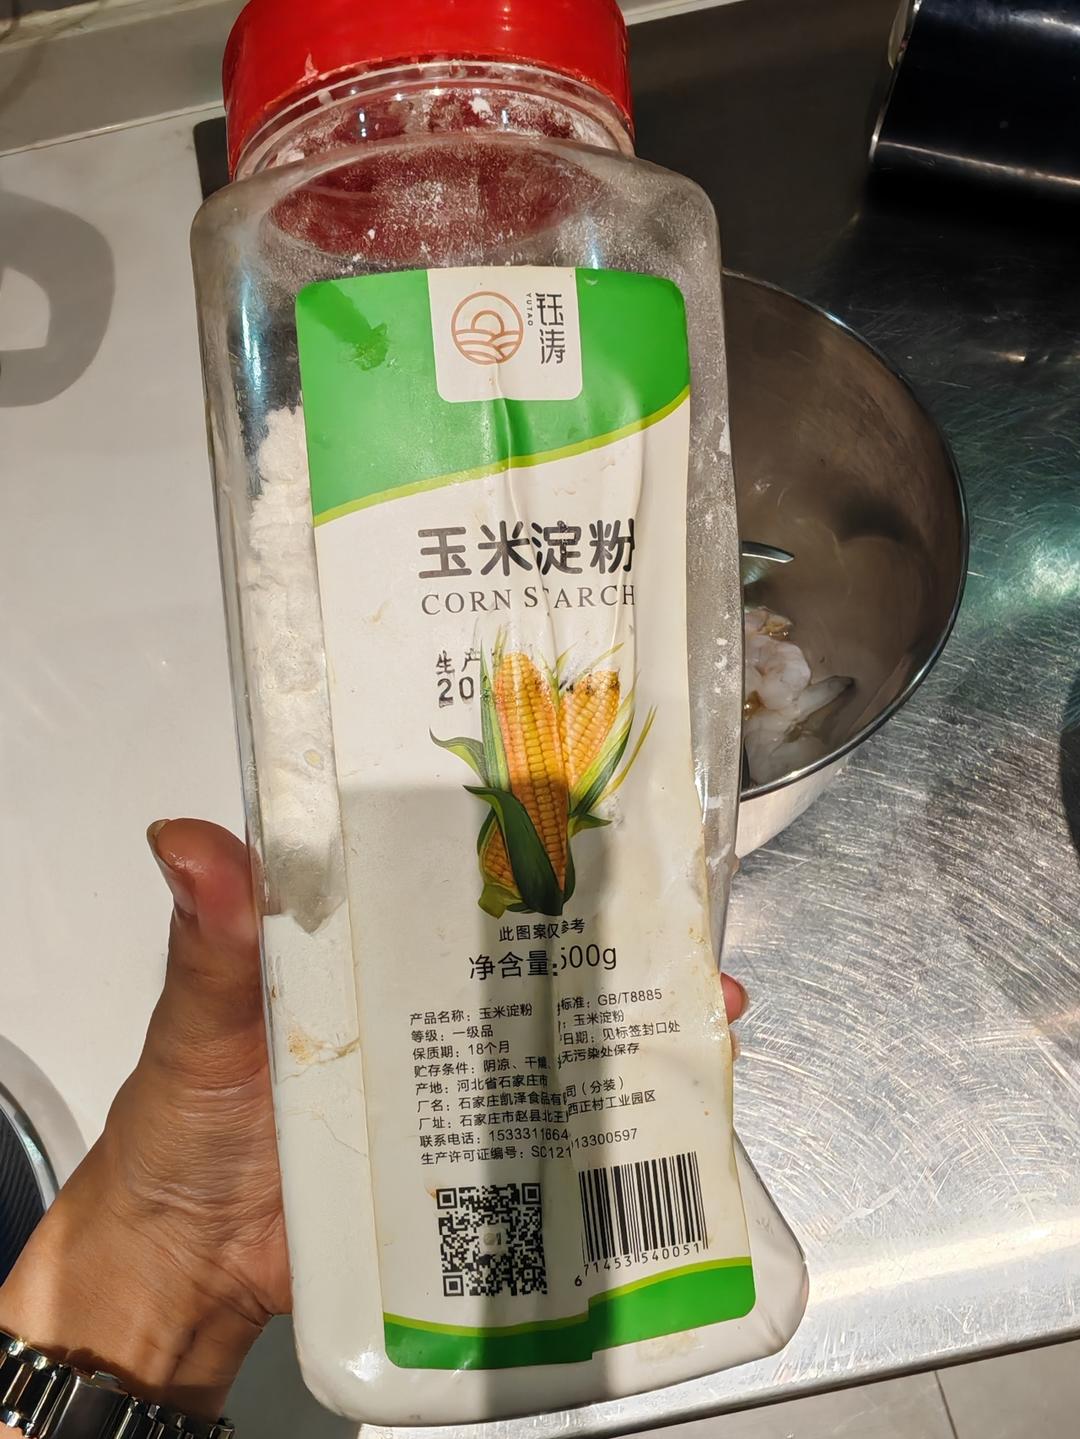 钰涛
YUTAO
玉米淀粉
CORN STARCH
生产
20
此图案仅参考
净含量:500g
产品名称：玉米淀粉
等级：一级品
保质期：18个月
贮存条件：阴凉、干燥、
产地：河北省石家庄市
厂名：石家庄凯泽食品有
厂址：石家庄市赵县北王
联系电话：1533311664
生产许可证编号：SC121
标准：GB/T8885
：玉米淀粉
日期：见标签封口处
无污染处保存
司（分装）
西正村工业园区
13300597
6 71453 540051